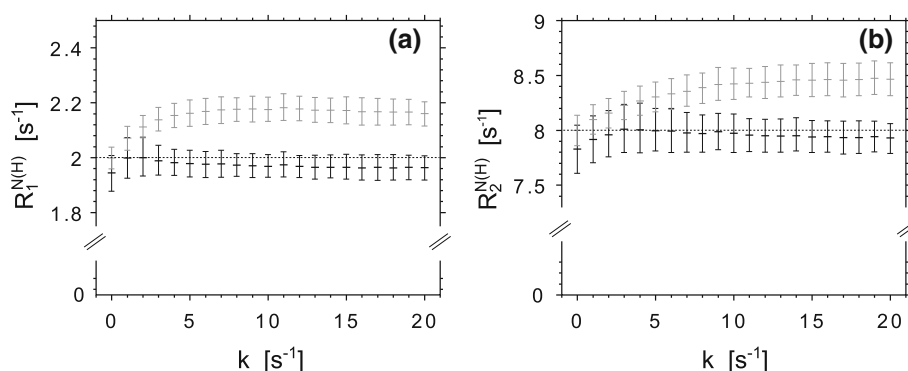 (a)
R₁ᴺ⁽ᴴ⁾ [s⁻¹]
2.4
2.2
2
1.8
0
0 5 10 15 20
k [s⁻¹]
(b)
R₂ᴺ⁽ᴴ⁾ [s⁻¹]
9
8.5
8
7.5
0
0 5 10 15 20
k [s⁻¹]